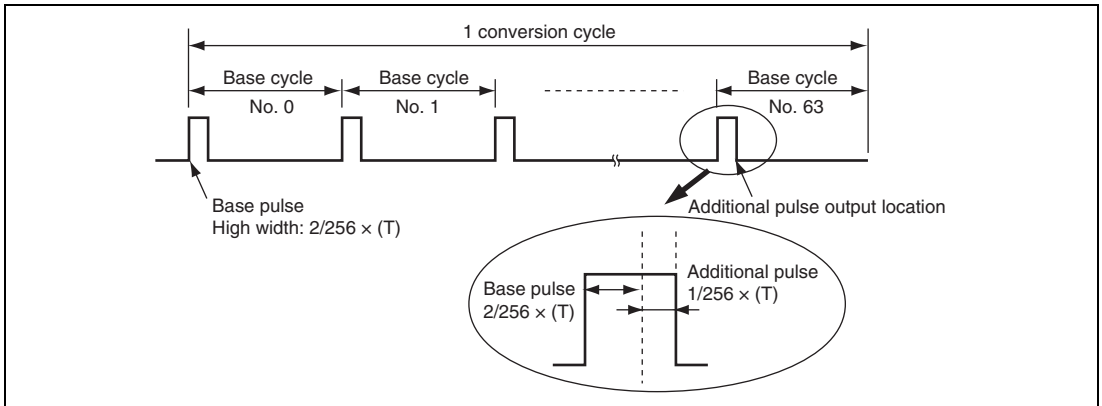 1 conversion cycle
Base cycle
No. 0
Base cycle
No. 1
Base cycle
No. 63
Base pulse
High width: 2/256 × (T)
Additional pulse output location
Base pulse
2/256 × (T)
Additional pulse
1/256 × (T)